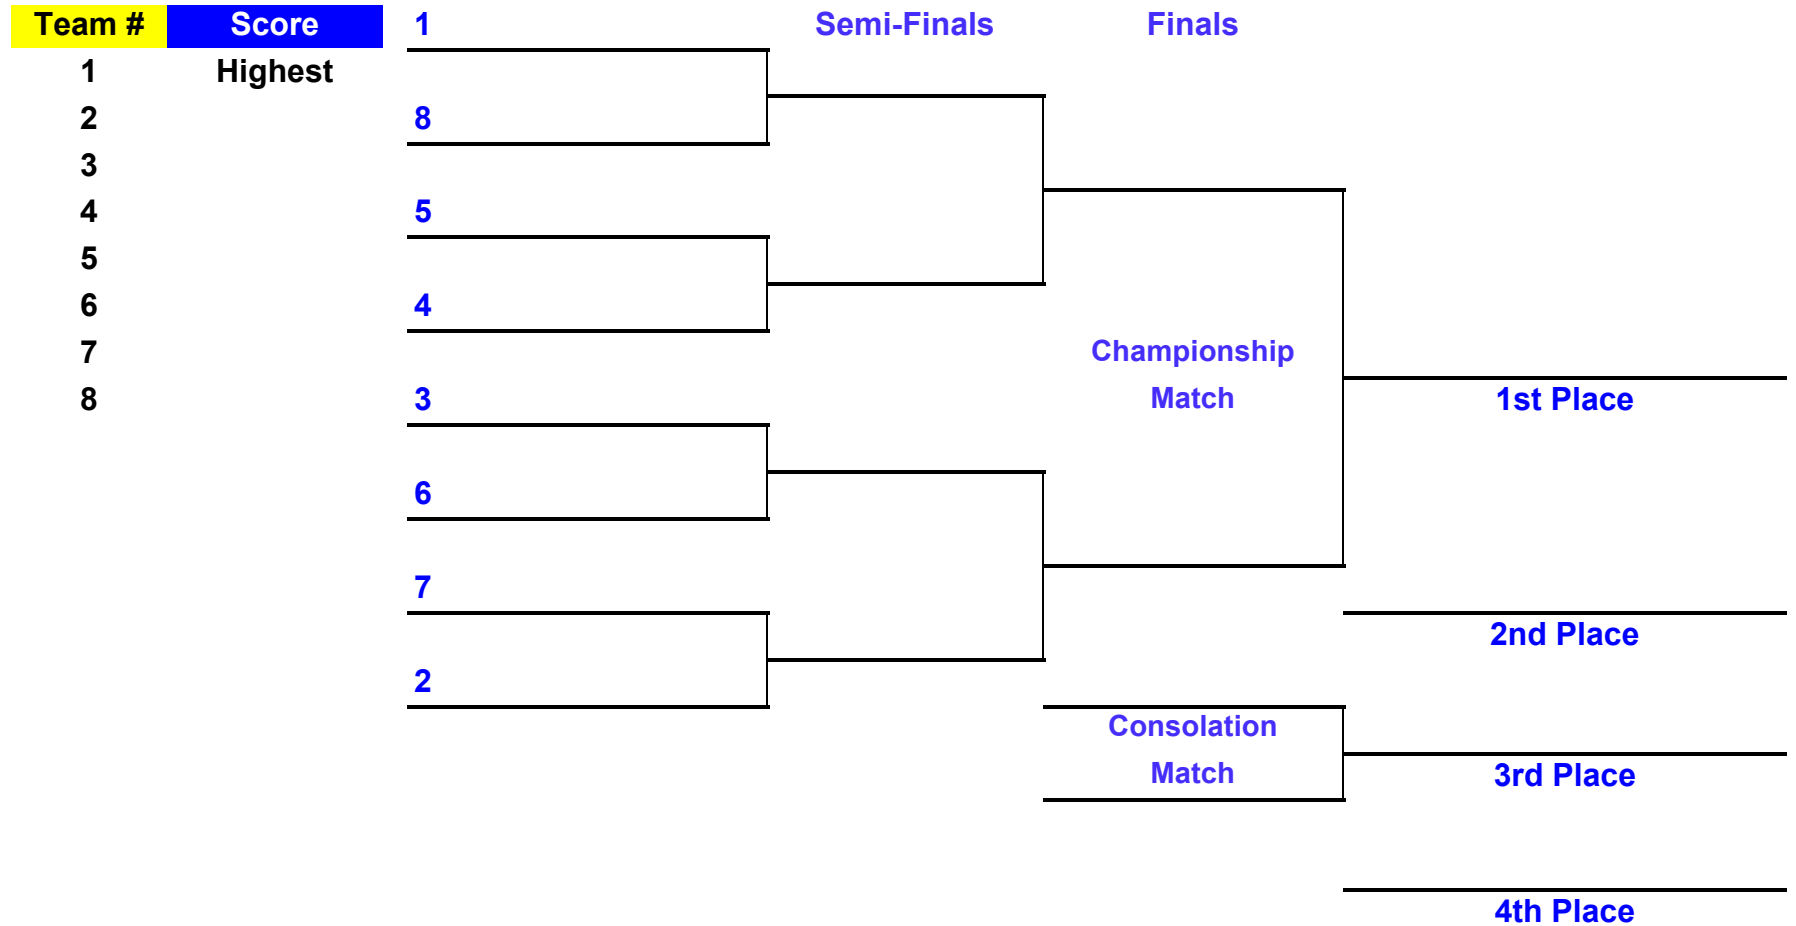 Team # Score 1 Semi-Finals Finals
1 Highest
2 8
3
4 5
5
6 4
7 Championship
8 3 Match 1st Place
6
7
2nd Place
2
Consolation
Match 3rd Place
4th Place